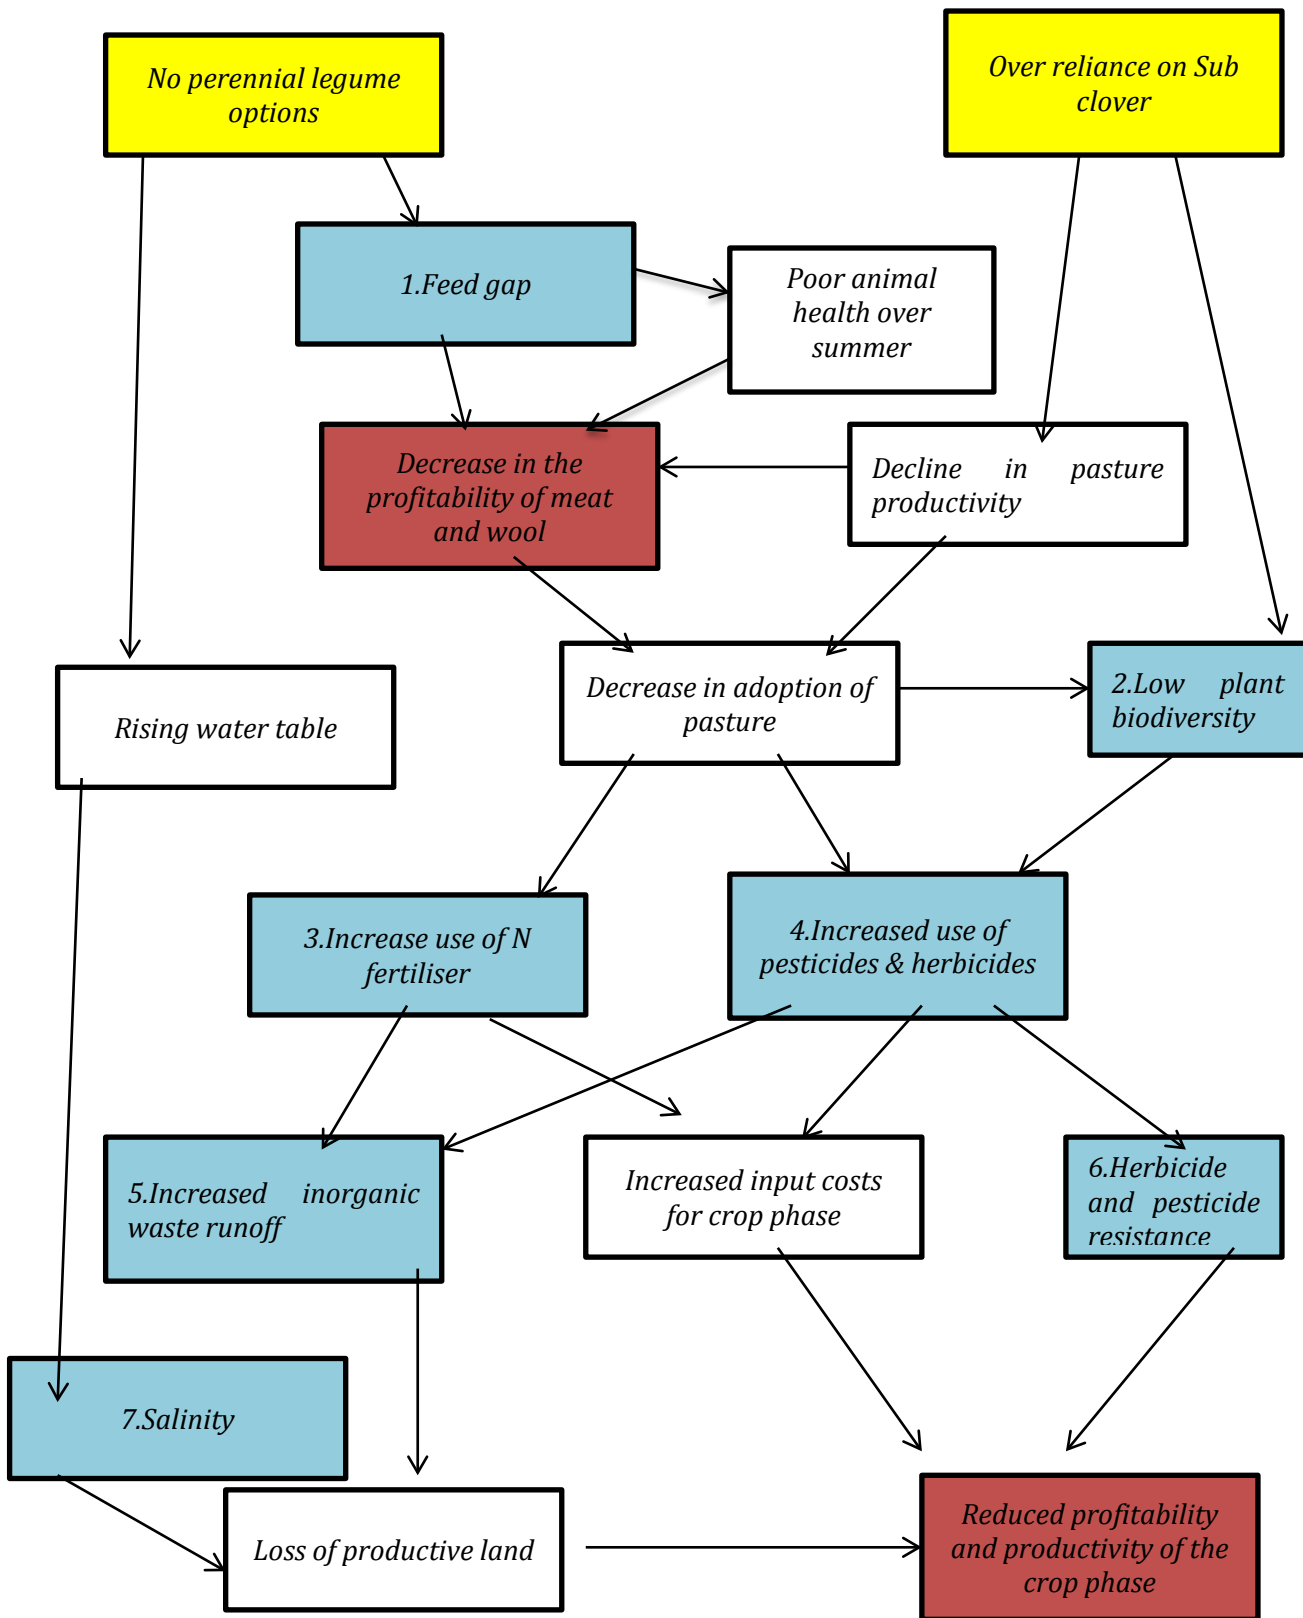 No perennial legume
options
Over reliance on Sub
clover
1.Feed gap
Poor animal
health over
summer
Decrease in the
profitability of meat
and wool
Decline in pasture
productivity
Rising water table
Decrease in adoption of
pasture
2.Low plant
biodiversity
3.Increase use of N
fertiliser
4.Increased use of
pesticides & herbicides
5.Increased inorganic
waste runoff
Increased input costs
for crop phase
6.Herbicide
and pesticide
resistance
7.Salinity
Loss of productive land
Reduced profitability
and productivity of the
crop phase